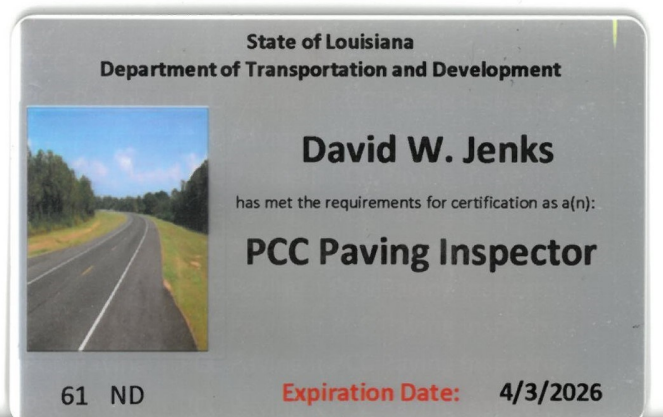 State of Louisiana
Department of Transportation and Development
David W. Jenks
has met the requirements for certification as a(n):
PCC Paving Inspector
61 ND
Expiration Date: 4/3/2026